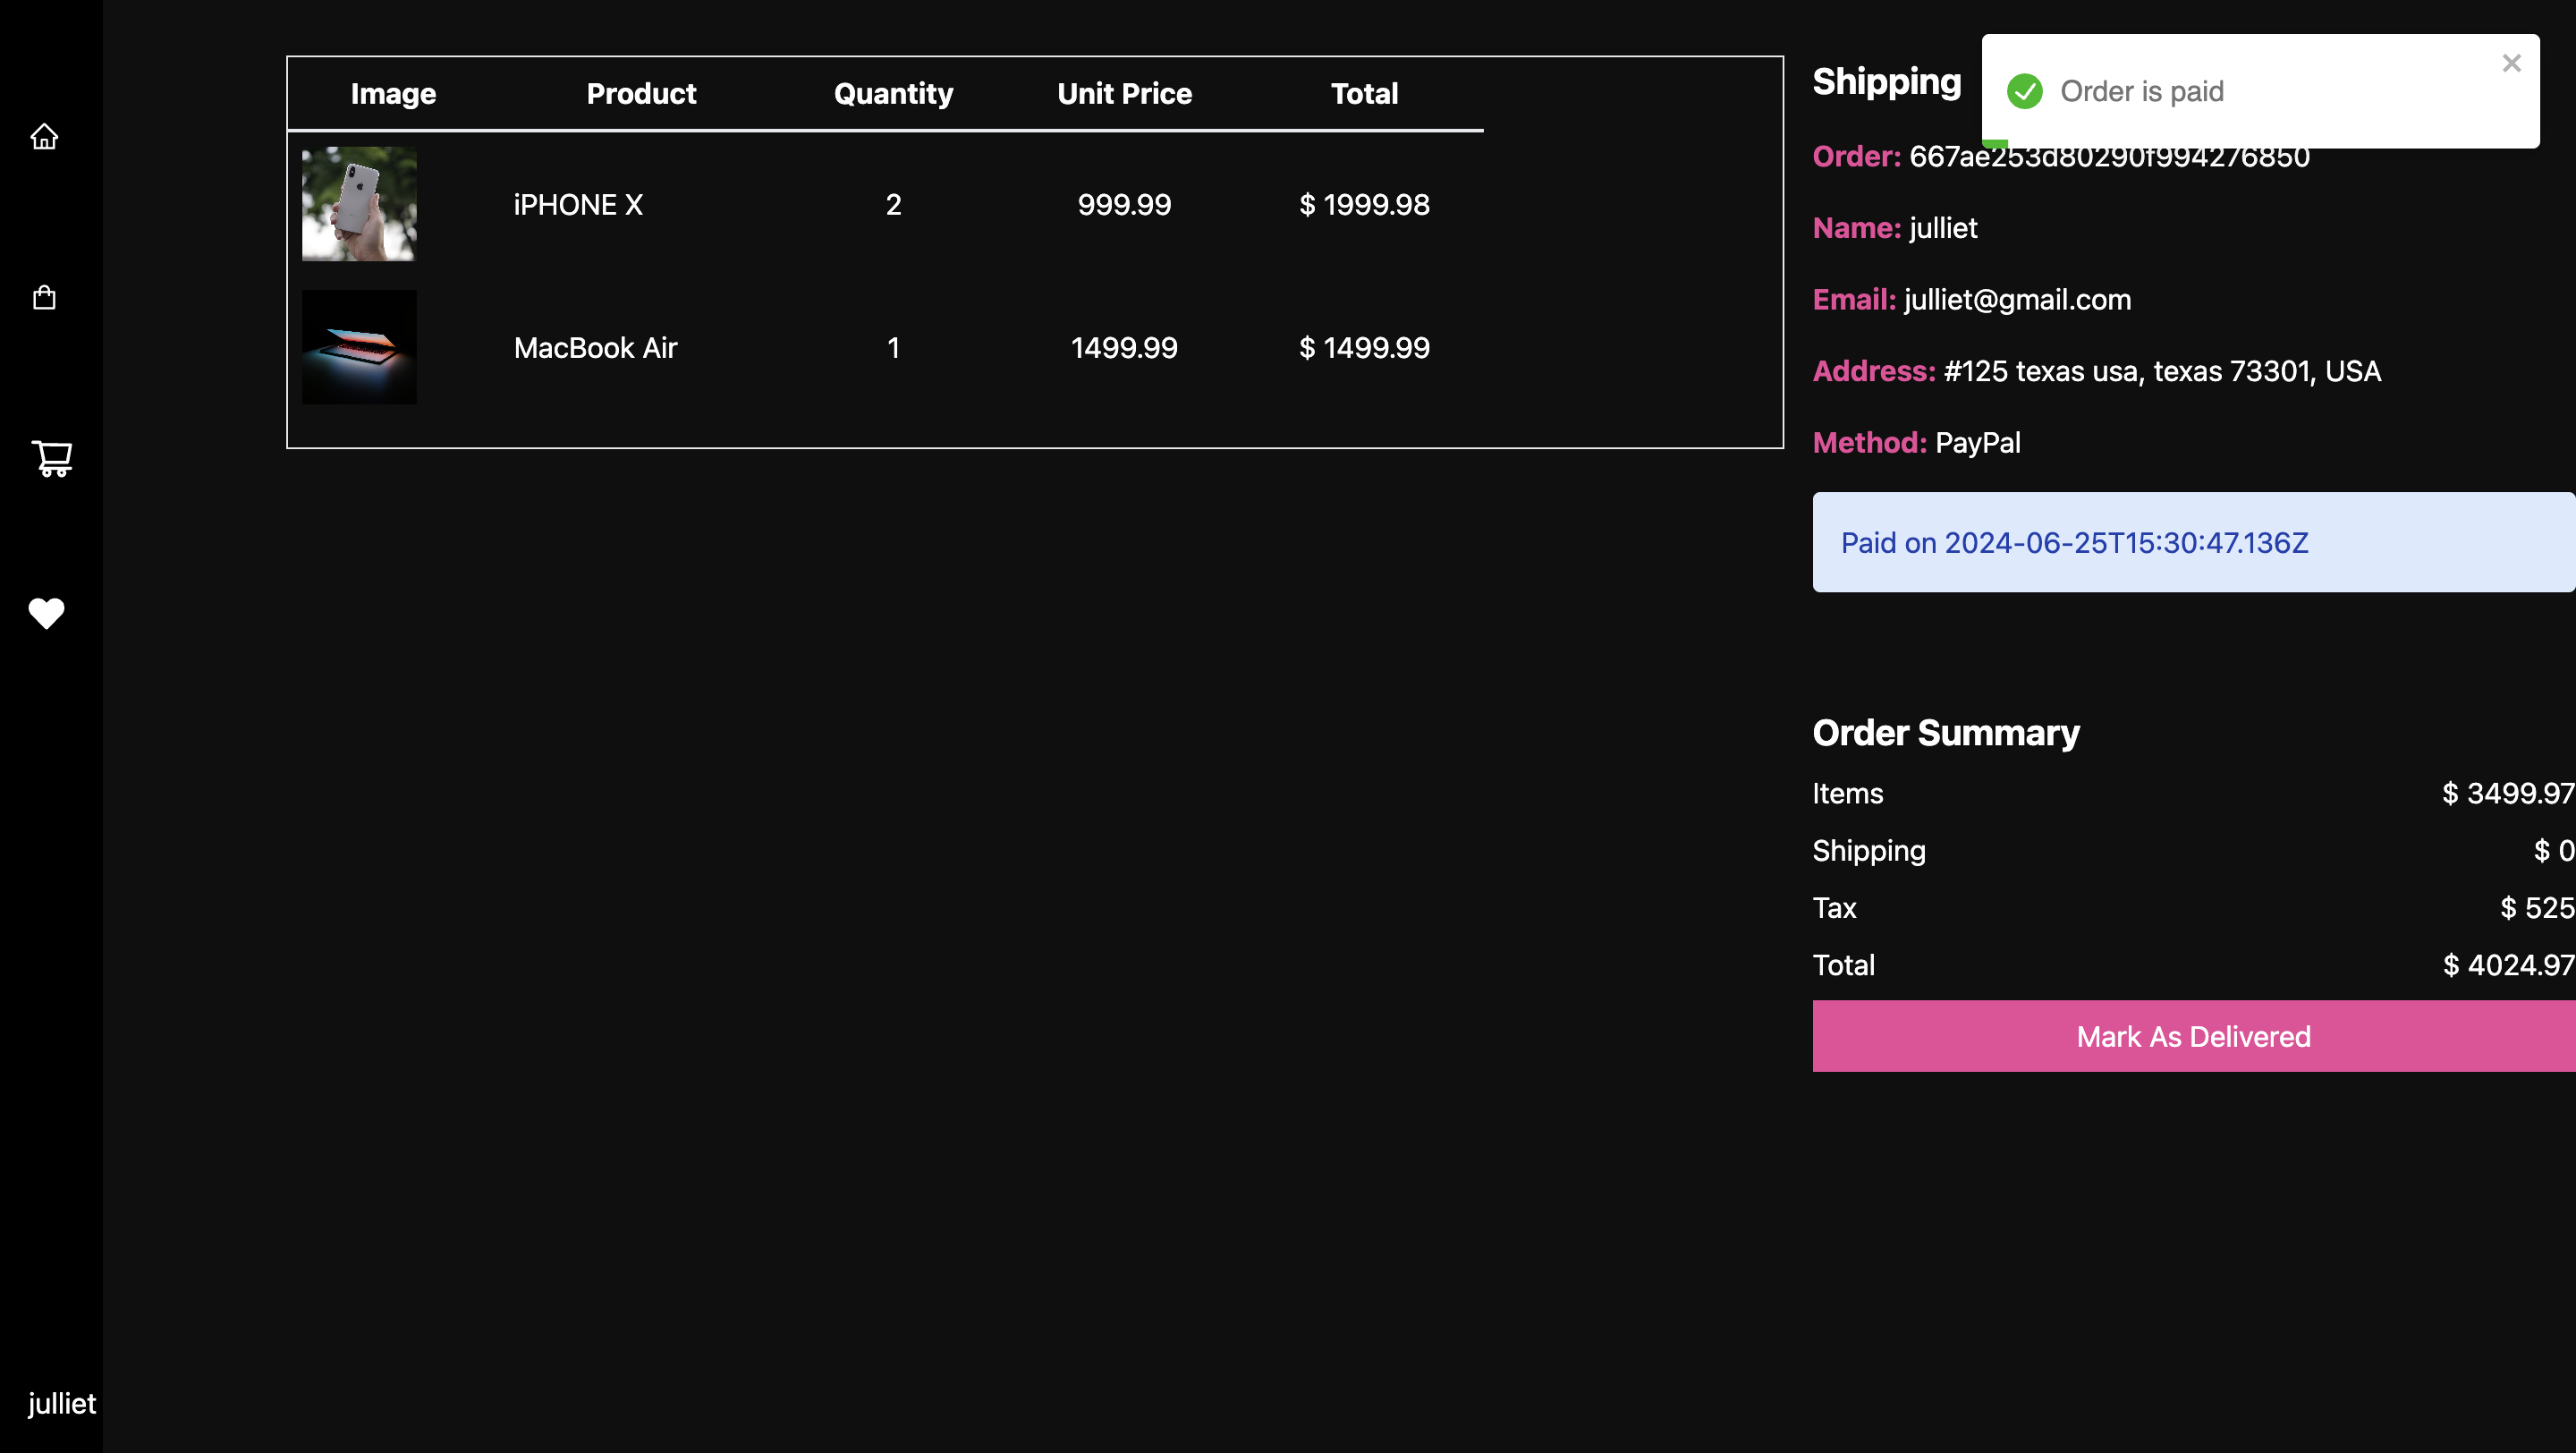 Image Product Quantity Unit Price Total
iPHONE X 2 999.99 $ 1999.98
MacBook Air 1 1499.99 $ 1499.99
Shipping
Order is paid
Order: 667ae253d80290f994276850
Name: julliet
Email: julliet@gmail.com
Address: #125 texas usa, texas 73301, USA
Method: PayPal
Paid on 2024-06-25T15:30:47.136Z
Order Summary
Items $ 3499.97
Shipping $ 0
Tax $ 525
Total $ 4024.97
Mark As Delivered
julliet